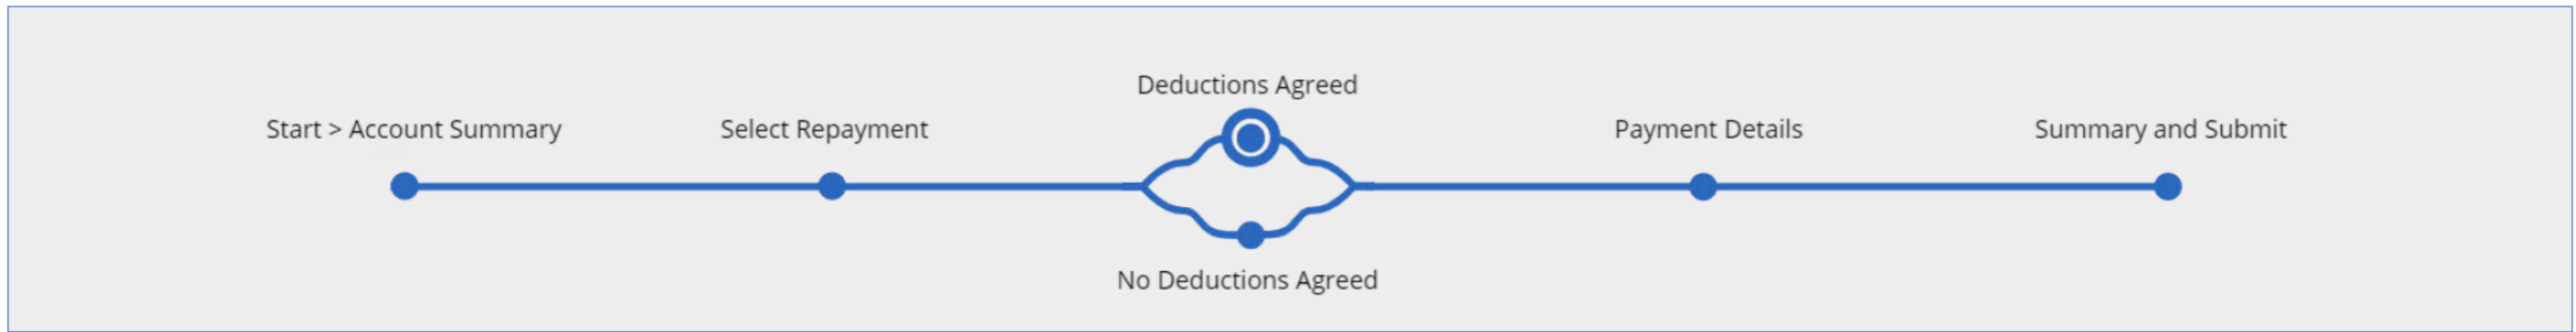 Deductions Agreed
Start > Account Summary
Select Repayment
Payment Details
Summary and Submit
No Deductions Agreed